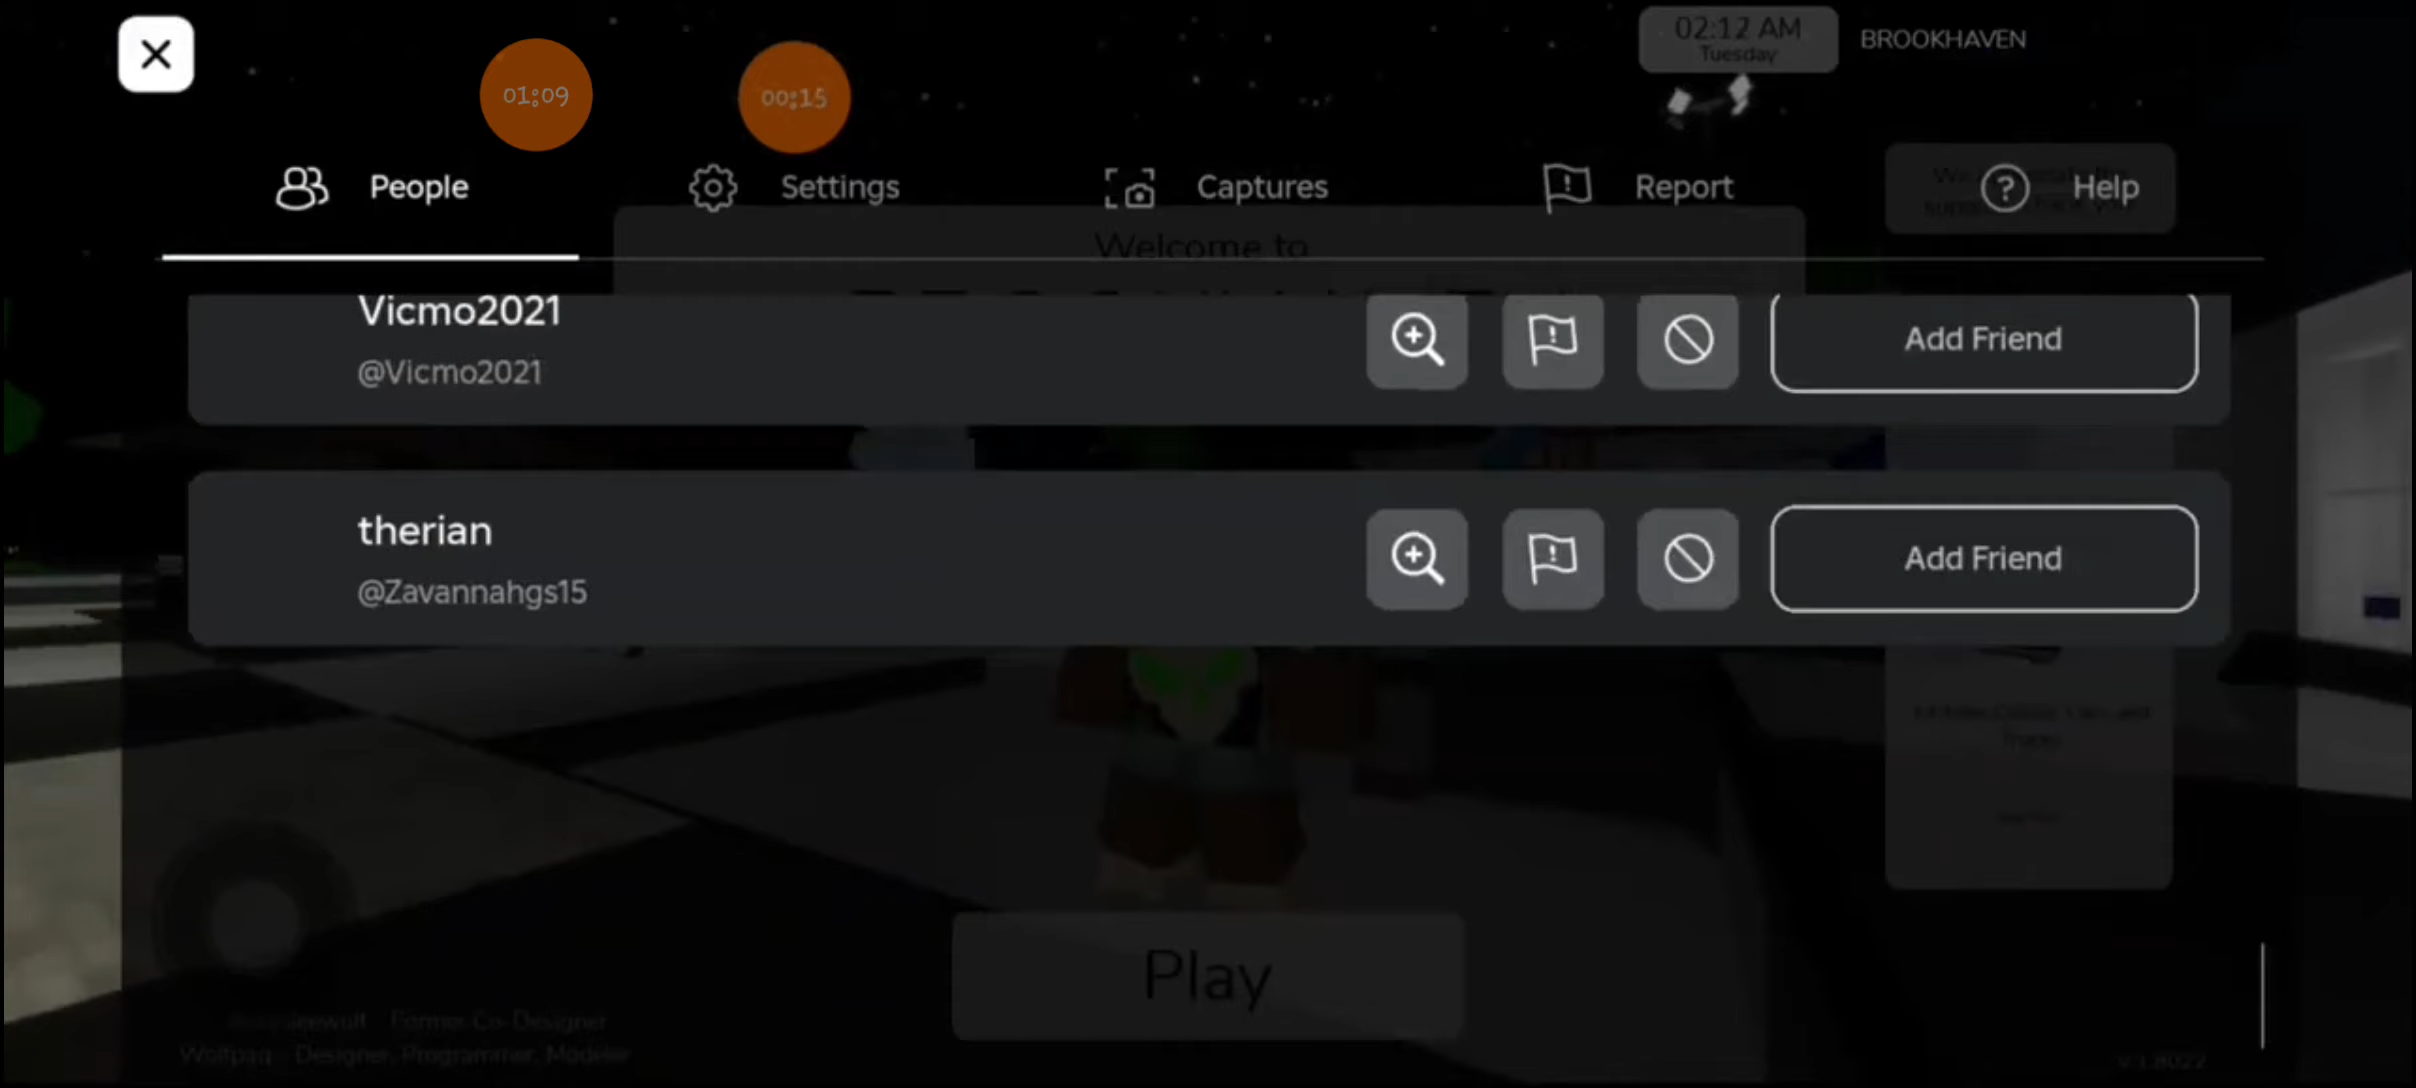 02:12 AM
Tuesday
BROOKHAVEN
01:09
00:15
People
Settings
Captures
Report
Help
Welcome to
Vicmo2021
@Vicmo2021
Add Friend
therian
@Zavannahgs15
Add Friend
Play
Former Co-Designer
Wolfpaq - Designer, Programmer, Modeler